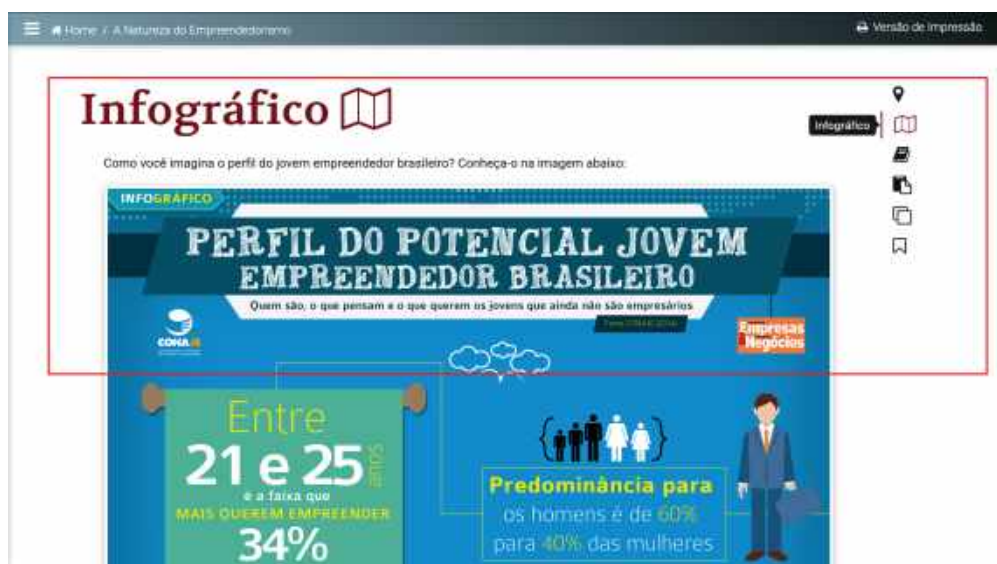 Home / A Natureza do Empreendedorismo
Versão de Impressão
Infográfico
Infográfico
Como você imagina o perfil do jovem empreendedor brasileiro? Conheça-o na imagem abaixo:
INFOGRÁFICO
PERFIL DO POTENCIAL JOVEM
EMPREENDEDOR BRASILEIRO
Quem são, o que pensam e o que querem os jovens que ainda não são empresários
CONAJE
Empresas
Negócios
Entre
21 e 25
anos
é a faixa que
MAIS QUEREM EMPREENDER
34%
Predominância para
os homens é de 60%
para 40% das mulheres